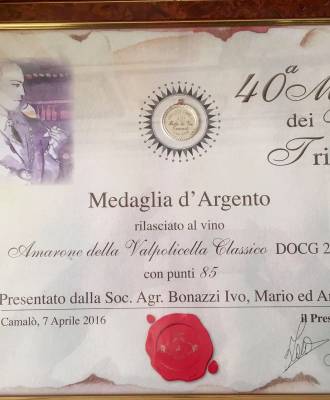 40ª M
dei
Tri
Medaglia d'Argento
rilasciato al vino
Amarone della Valpolicella Classico DOCG 2
con punti 85
Presentato dalla Soc. Agr. Bonazzi Ivo, Mario ed A
Camalò, 7 Aprile 2016
il Pres